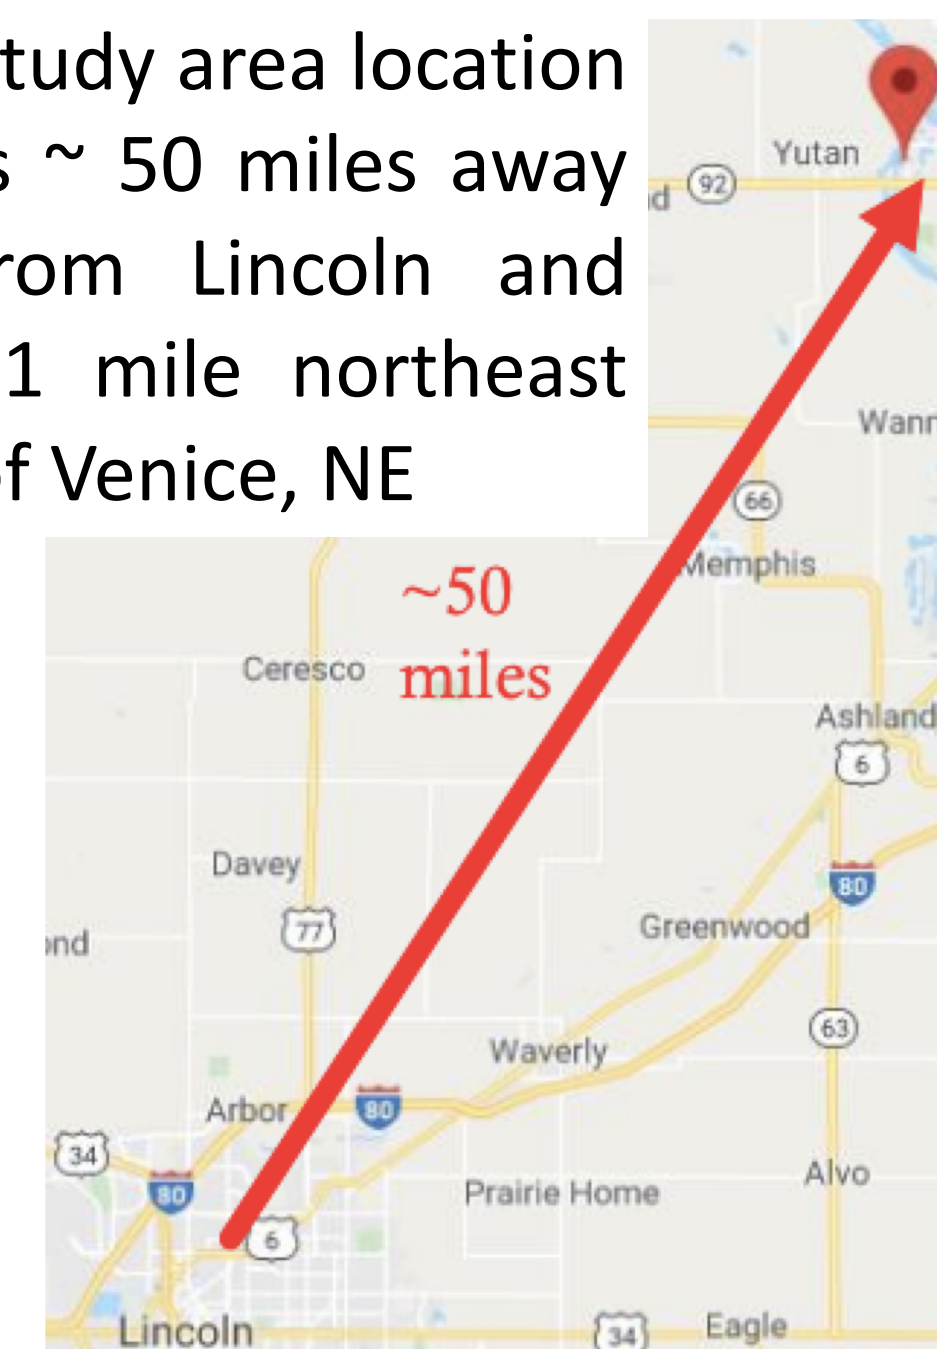 tudy area location
s ~ 50 miles away
rom Lincoln and
1 mile northeast
f Venice, NE
Yutan
92
d
Wann
66
Memphis
~50
miles
Ceresco
Ashland
6
Davey
80
77
Greenwood
ond
63
Waverly
Arbor
80
34
Alvo
80
Prairie Home
6
Lincoln
34
Eagle